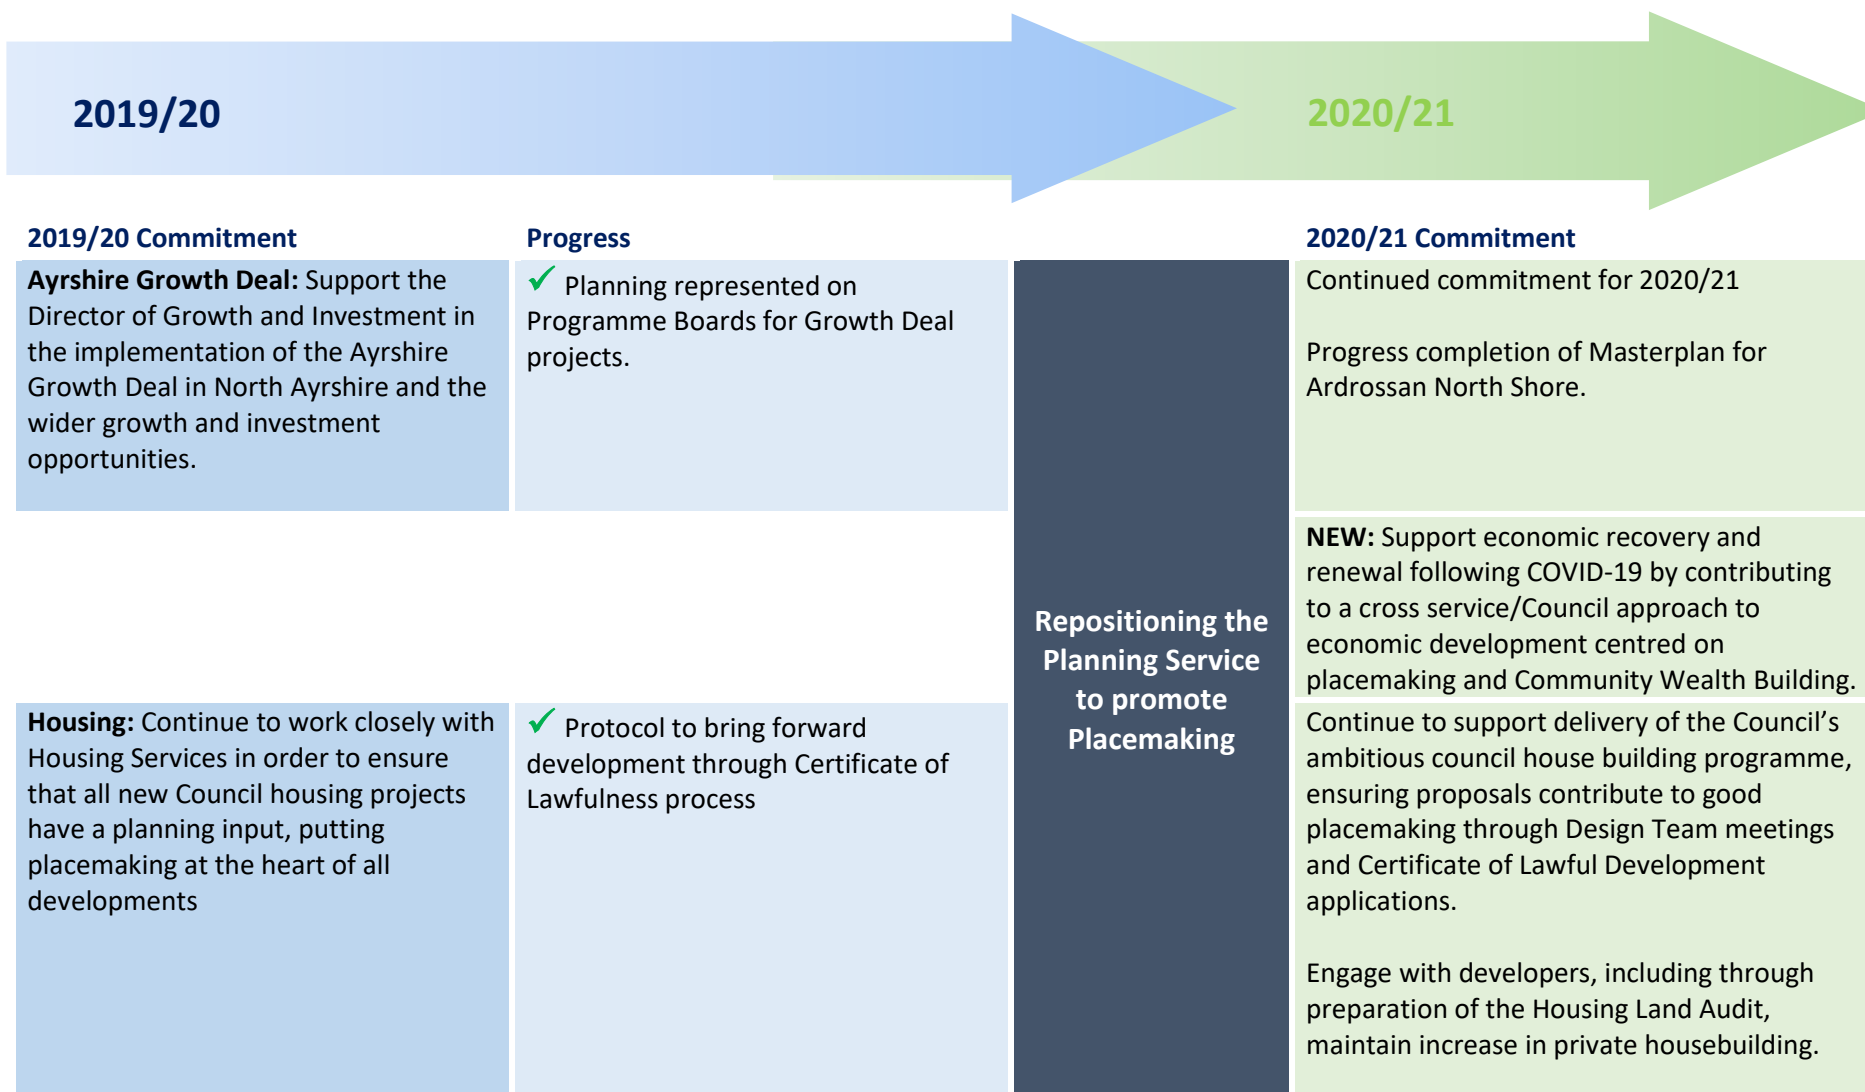 2019/20
2020/21
2019/20 Commitment
Progress
2020/21 Commitment
Ayrshire Growth Deal: Support the
Director of Growth and Investment in
the implementation of the Ayrshire
Growth Deal in North Ayrshire and the
wider growth and investment
opportunities.
✓ Planning represented on
Programme Boards for Growth Deal
projects.
Repositioning the
Planning Service
to promote
Placemaking
Continued commitment for 2020/21
Progress completion of Masterplan for
Ardrossan North Shore.
NEW: Support economic recovery and
renewal following COVID-19 by contributing
to a cross service/Council approach to
economic development centred on
placemaking and Community Wealth Building.
Housing: Continue to work closely with
Housing Services in order to ensure
that all new Council housing projects
have a planning input, putting
placemaking at the heart of all
developments
✓ Protocol to bring forward
development through Certificate of
Lawfulness process
Continue to support delivery of the Council’s
ambitious council house building programme,
ensuring proposals contribute to good
placemaking through Design Team meetings
and Certificate of Lawful Development
applications.
Engage with developers, including through
preparation of the Housing Land Audit,
maintain increase in private housebuilding.